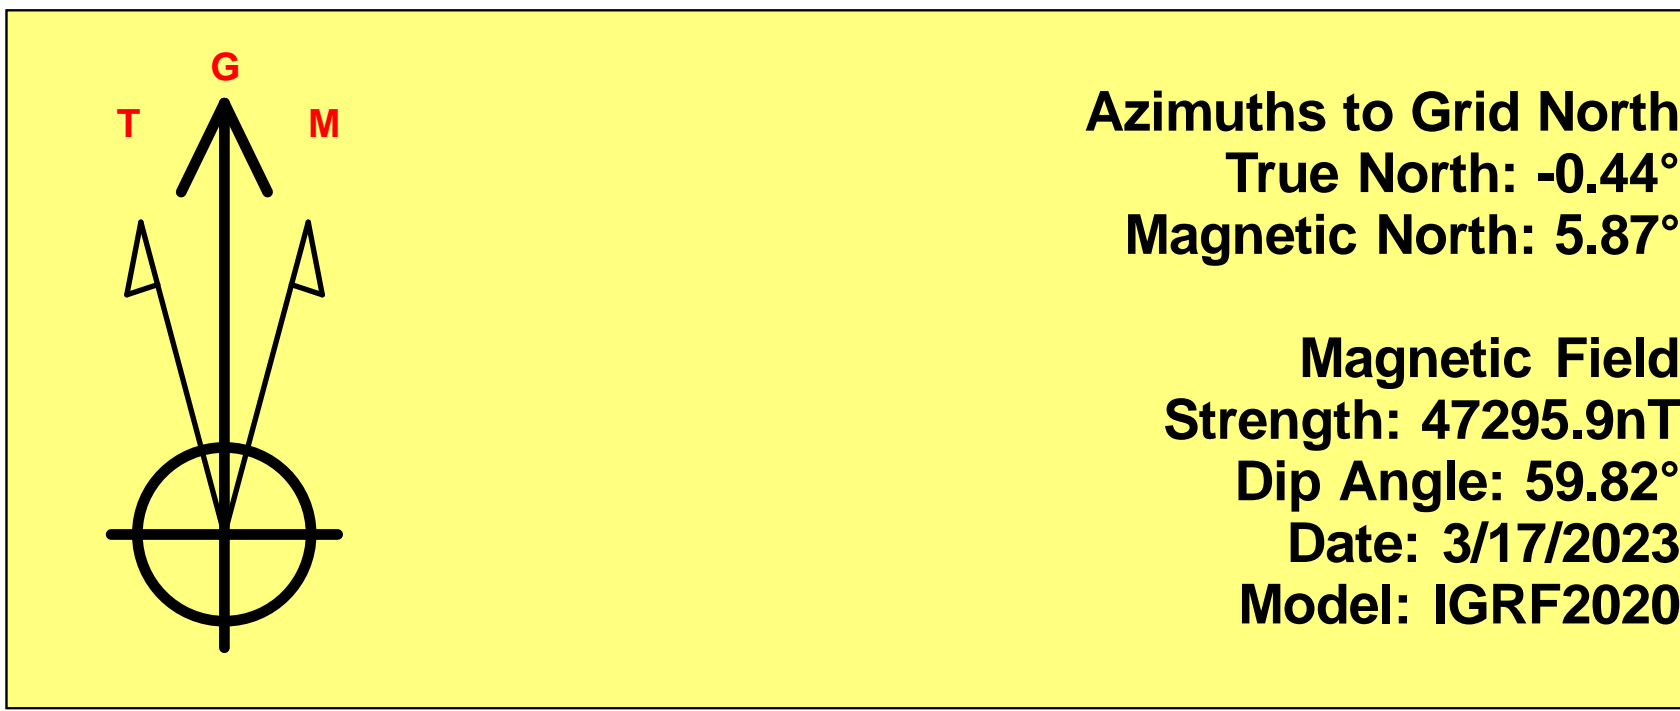 G
T
M
Azimuths to Grid North
True North: -0.44°
Magnetic North: 5.87°
Magnetic Field
Strength: 47295.9nT
Dip Angle: 59.82°
Date: 3/17/2023
Model: IGRF2020